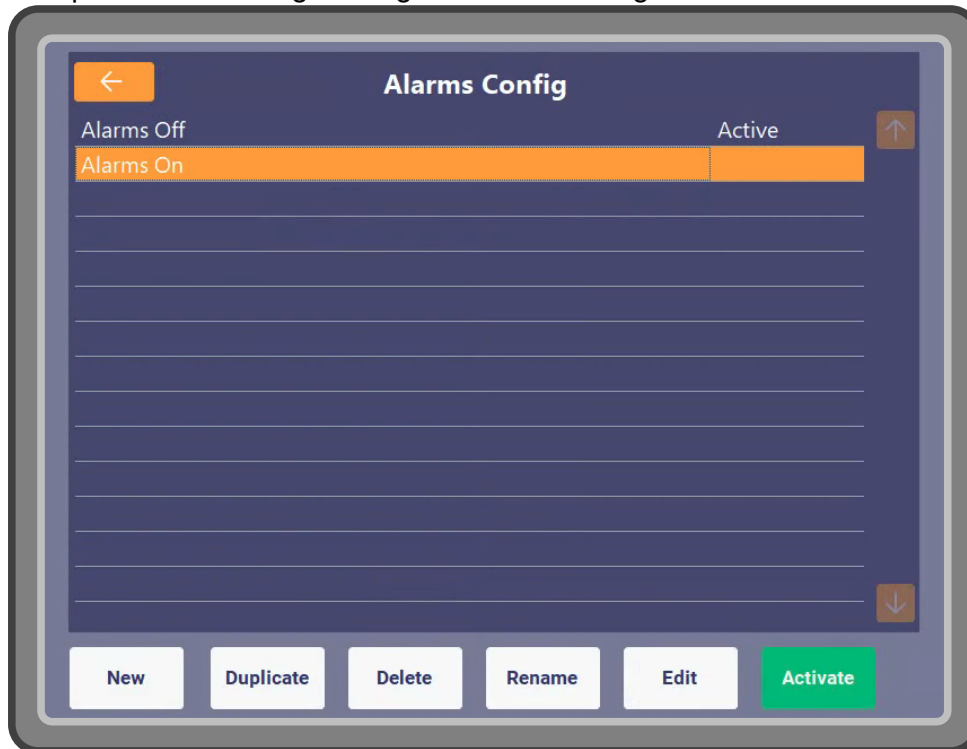 Alarms Config
Alarms Off Active
Alarms On
New Duplicate Delete Rename Edit Activate